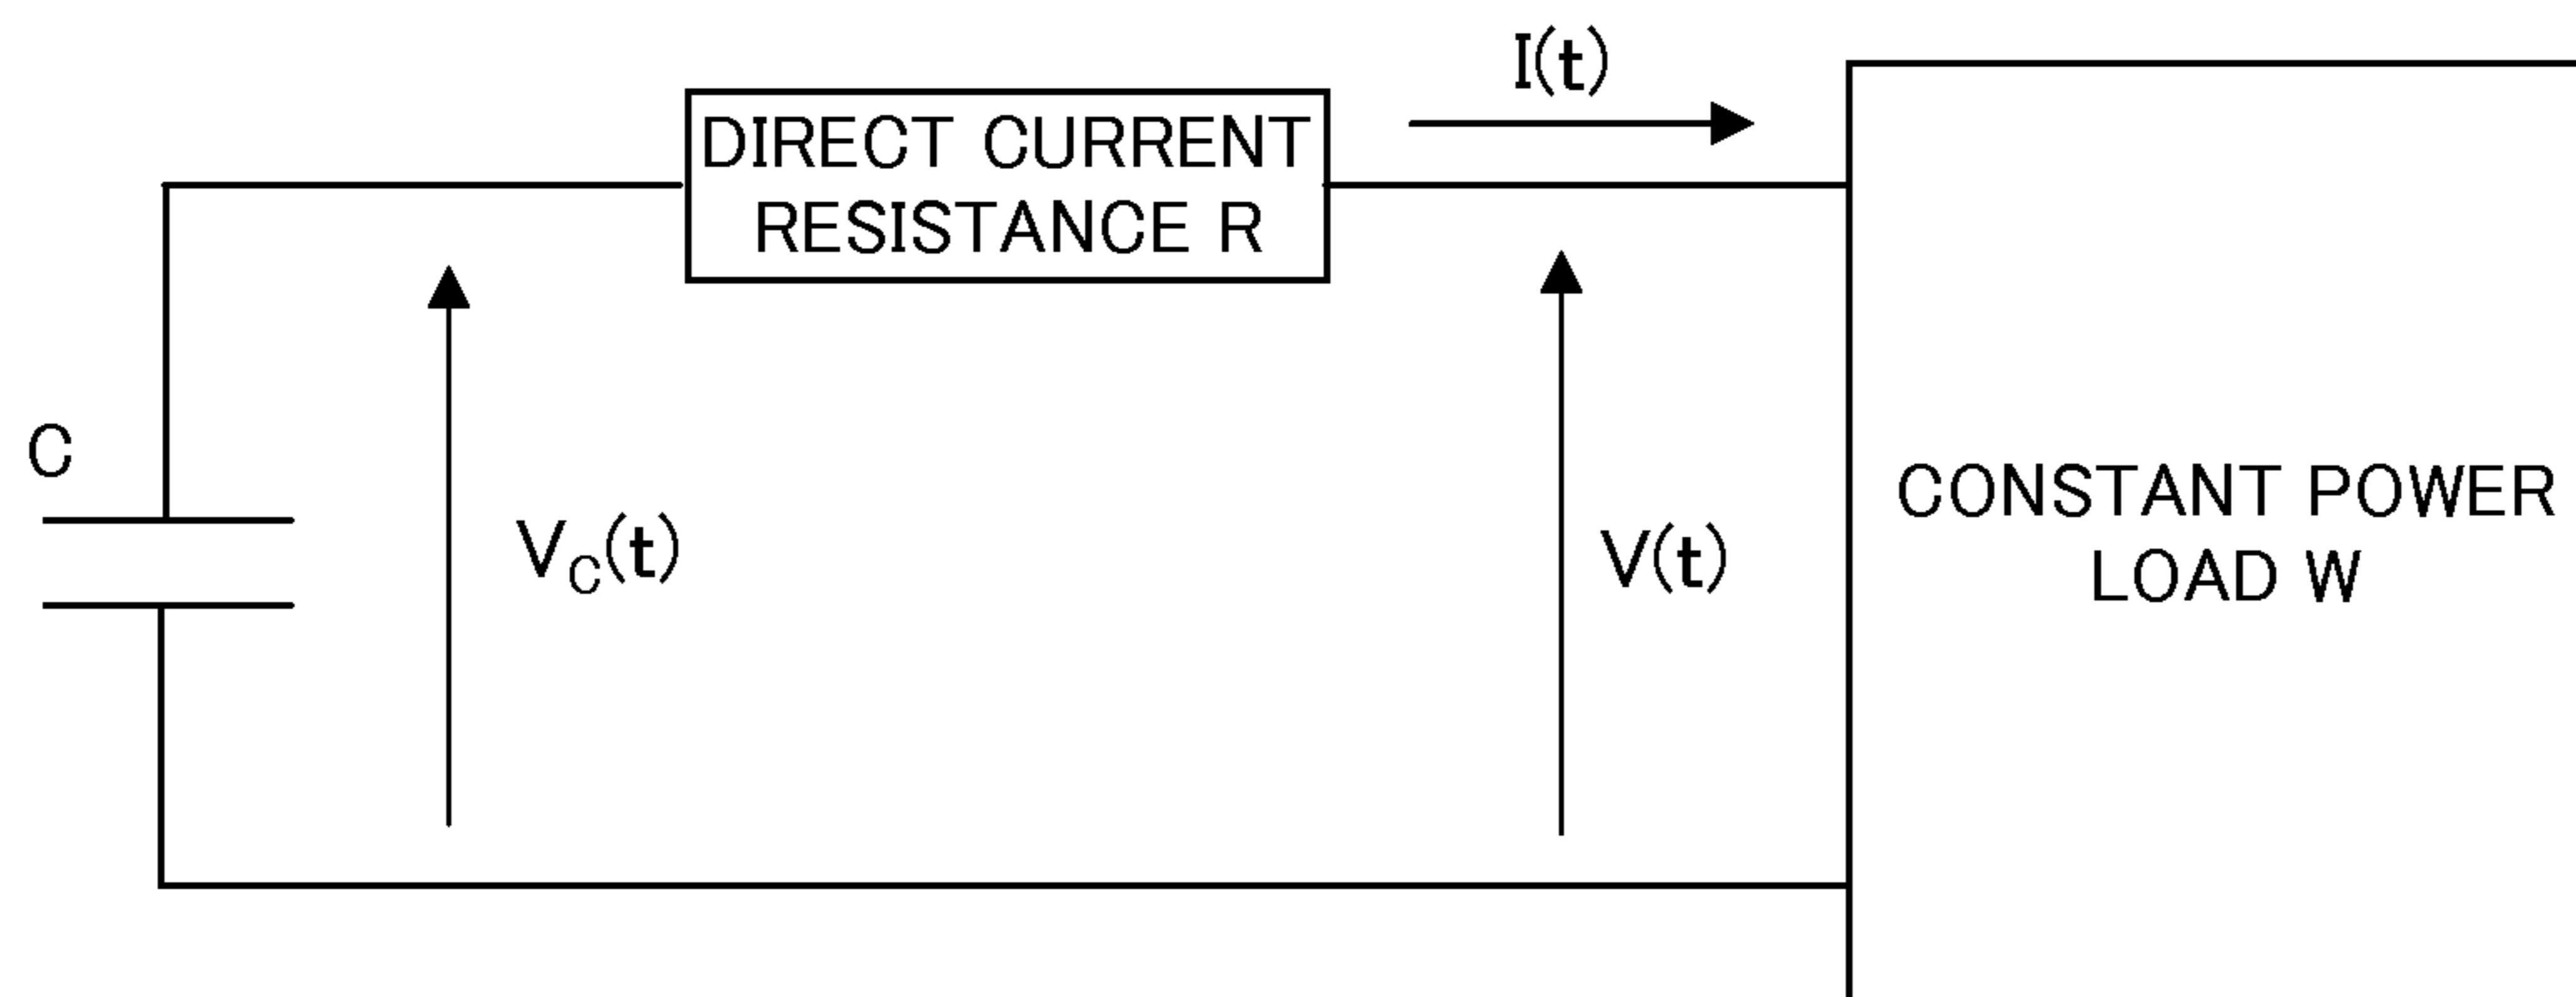 I(t)
DIRECT CURRENT
RESISTANCE R
C
V_C(t)
V(t)
CONSTANT POWER
LOAD W